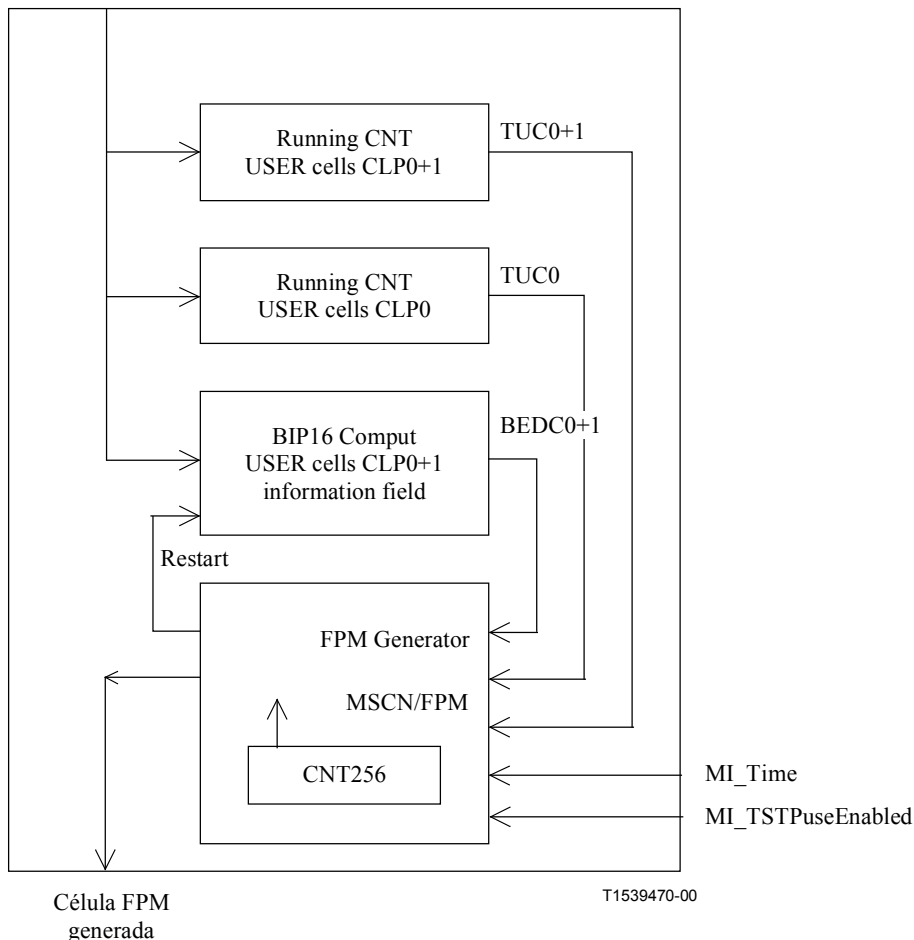 Running CNT
USER cells CLP0+1
TUC0+1
Running CNT
USER cells CLP0
TUC0
BIP16 Comput
USER cells CLP0+1
information field
BEDC0+1
Restart
FPM Generator
MSCN/FPM
CNT256
MI_Time
MI_TSTPuseEnabled
Célula FPM
generada
T1539470-00